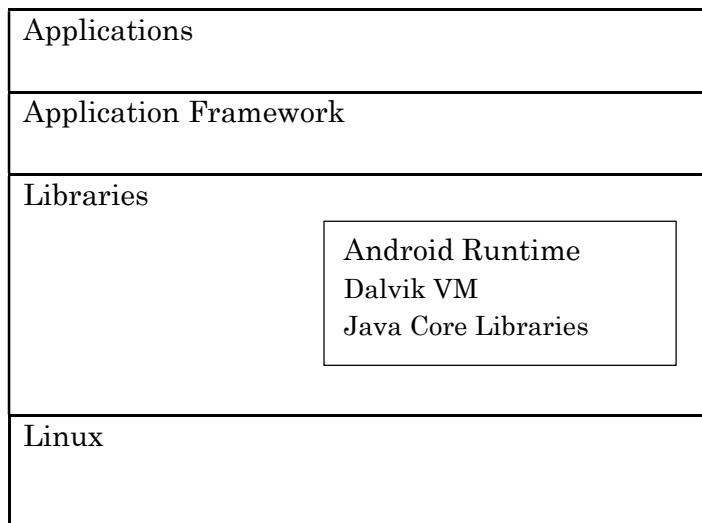 Applications
Application Framework
Libraries
Android Runtime
Dalvik VM
Java Core Libraries
Linux